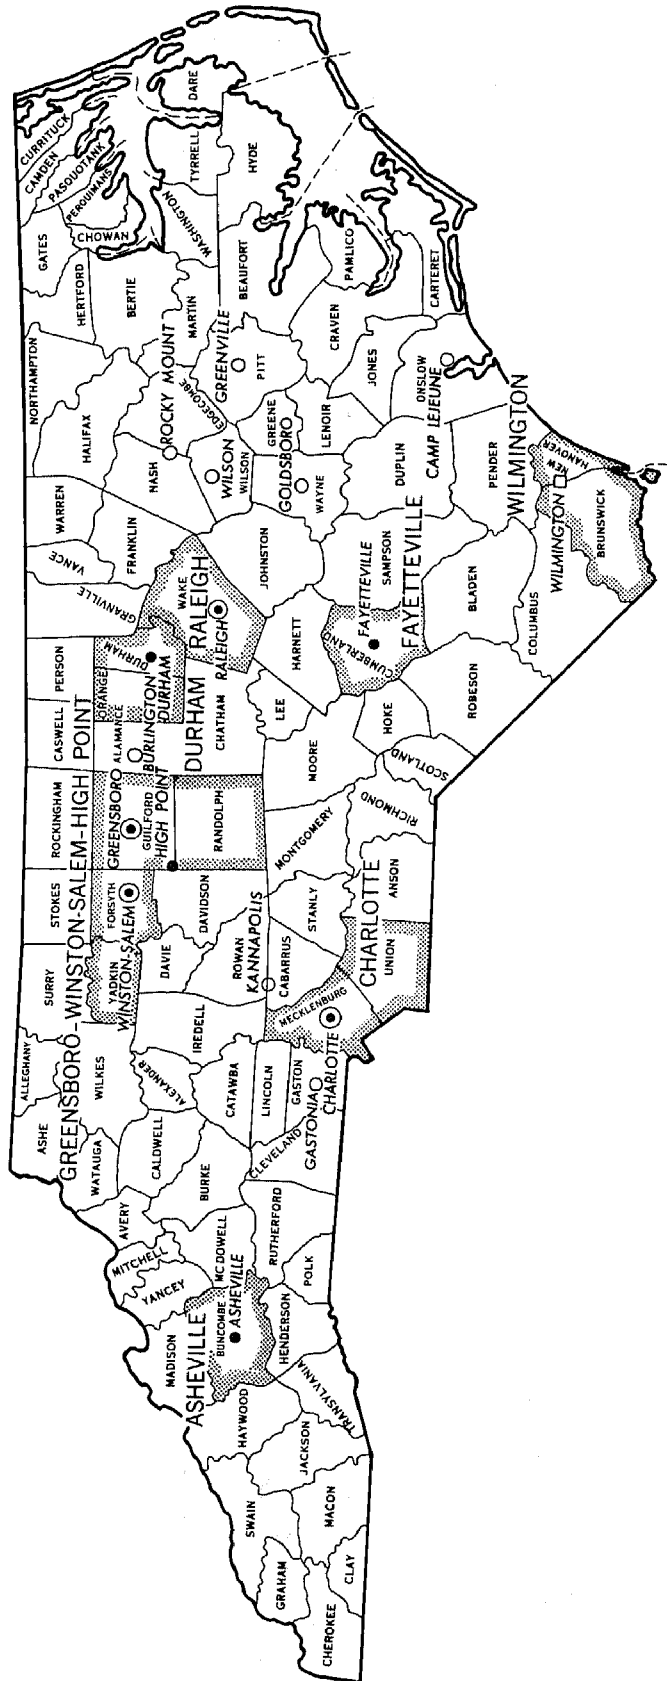 CHEROKEE
GRAHAM
CLAY
SWAIN
MACON
JACKSON
HAYWOOD
TRANSYLVANIA
MADISON
ASHEVILLE
BUNCOMBE
ASHEVILLE
HENDERSON
YANCEY
MITCHELL
AVERY
MC DOWELL
POLK
RUTHERFORD
ASHE
WATAUGA
CALDWELL
BURKE
CLEVELAND
ALLEGHANY
WILKES
ALEXANDER
CATAWBA
LINCOLN
GASTON
GASTONIA
SURRY
GREENSBORO-WINSTON-SALEM-HIGH POINT
YADKIN
IREDELL
DAVIE
ROWAN
KANNAPOLIS
CABARRUS
MECKLENBURG
CHARLOTTE
CHARLOTTE
UNION
STOKES
FORSYTH
WINSTON-SALEM
DAVIDSON
STANLY
ANSON
ROCKINGHAM
GREENSBORO
GUILFORD
HIGH POINT
RANDOLPH
MONTGOMERY
RICHMOND
CASWELL
ALAMANCE
BURLINGTON
CHATHAM
MOORE
SCOTLAND
PERSON
ORANGE
DURHAM
DURHAM
DURHAM
LEE
HOKE
ROBESON
GRANVILLE
VANCE
WAKE
RALEIGH
RALEIGH
HARNETT
CUMBERLAND
FAYETTEVILLE
FAYETTEVILLE
BLADEN
COLUMBUS
WARREN
FRANKLIN
JOHNSTON
SAMPSON
BRUNSWICK
WILMINGTON
WILMINGTON
NEW HANOVER
NORTHAMPTON
HALIFAX
NASH
ROCKY MOUNT
WILSON
WILSON
GOLDSBORO
WAYNE
DUPLIN
PENDER
EDGECOMBE
GREENE
LENOIR
GREENVILLE
PITT
JONES
ONSLOW
CAMP LEJEUNE
HERTFORD
BERTIE
MARTIN
BEAUFORT
CRAVEN
PAMLICO
CARTERET
GATES
CHOWAN
PERQUIMANS
PASQUOTANK
CAMDEN
CURRITUCK
WASHINGTON
TYRRELL
DARE
HYDE